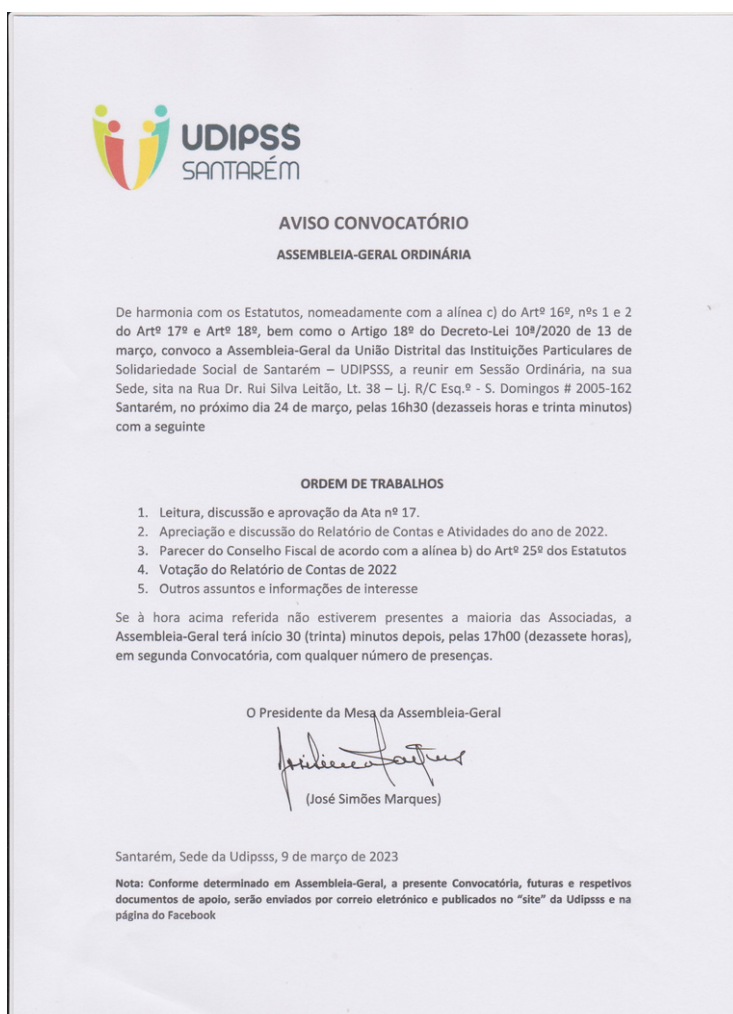 UDIPSS
SANTARÉM
AVISO CONVOCATÓRIO
ASSEMBLEIA-GERAL ORDINÁRIA
De harmonia com os Estatutos, nomeadamente com a alínea c) do Artº 16º, nºs 1 e 2
do Artº 17º e Artº 18º, bem como o Artigo 18º do Decreto-Lei 10ª/2020 de 13 de
março, convoco a Assembleia-Geral da União Distrital das Instituições Particulares de
Solidariedade Social de Santarém – UDIPSSS, a reunir em Sessão Ordinária, na sua
Sede, sita na Rua Dr. Rui Silva Leitão, Lt. 38 – Lj. R/C Esq.º - S. Domingos # 2005-162
Santarém, no próximo dia 24 de março, pelas 16h30 (dezasseis horas e trinta minutos)
com a seguinte
ORDEM DE TRABALHOS
1. Leitura, discussão e aprovação da Ata nº 17.
2. Apreciação e discussão do Relatório de Contas e Atividades do ano de 2022.
3. Parecer do Conselho Fiscal de acordo com a alínea b) do Artº 25º dos Estatutos
4. Votação do Relatório de Contas de 2022
5. Outros assuntos e informações de interesse
Se à hora acima referida não estiverem presentes a maioria das Associadas, a
Assembleia-Geral terá início 30 (trinta) minutos depois, pelas 17h00 (dezassete horas),
em segunda Convocatória, com qualquer número de presenças.
O Presidente da Mesa da Assembleia-Geral
(José Simões Marques)
Santarém, Sede da Udipsss, 9 de março de 2023
Nota: Conforme determinado em Assembleia-Geral, a presente Convocatória, futuras e respetivos
documentos de apoio, serão enviados por correio eletrónico e publicados no “site” da Udipsss e na
página do Facebook